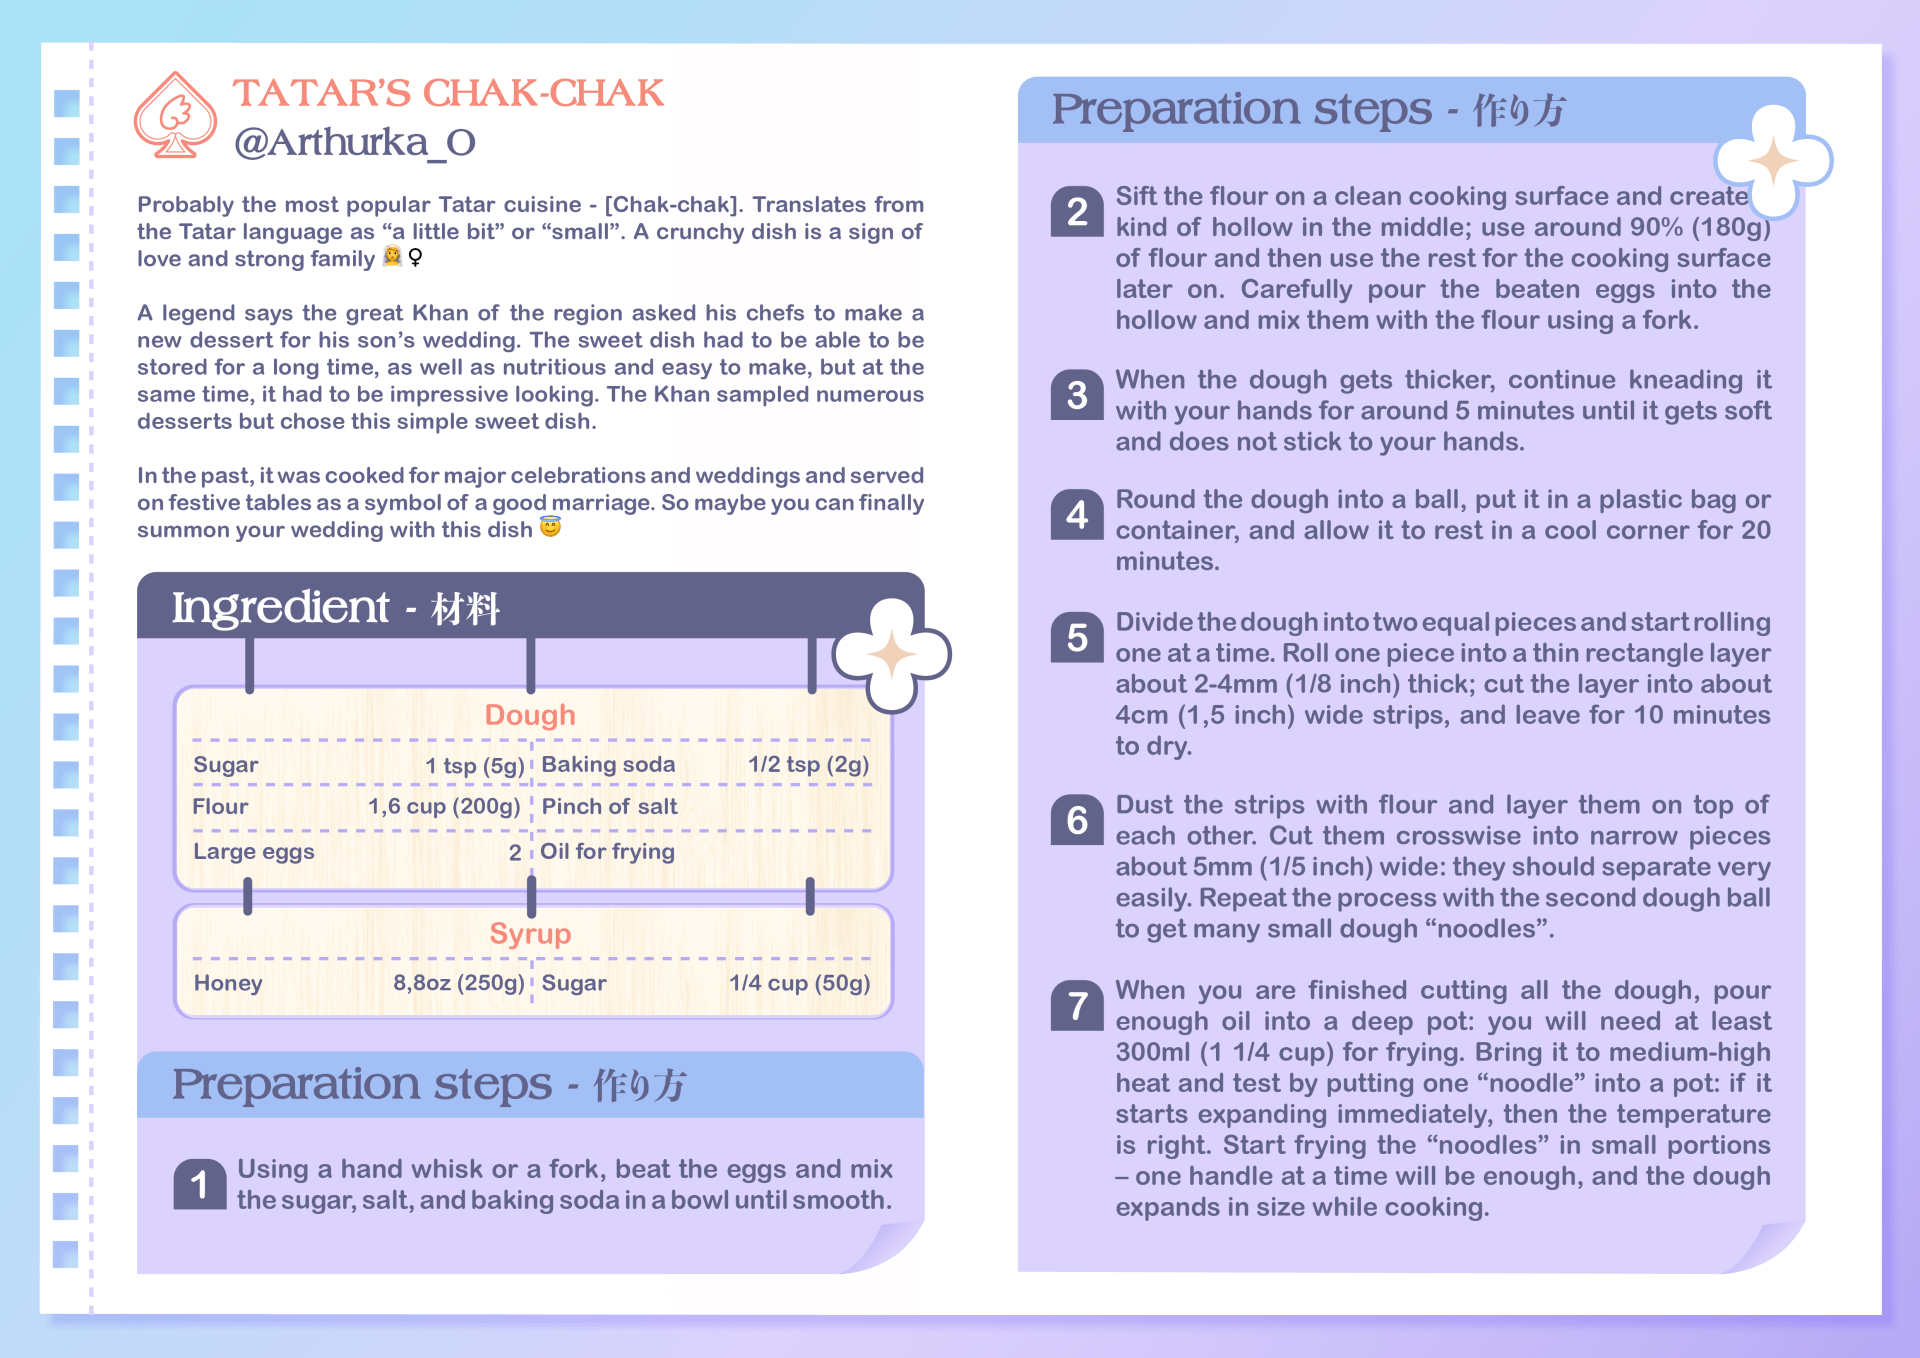 TATAR'S CHAK-CHAK
@Arthurka_O
Probably the most popular Tatar cuisine - [Chak-chak]. Translates from
the Tatar language as “a little bit” or “small”. A crunchy dish is a sign of
love and strong family 👰♀
A legend says the great Khan of the region asked his chefs to make a
new dessert for his son’s wedding. The sweet dish had to be able to be
stored for a long time, as well as nutritious and easy to make, but at the
same time, it had to be impressive looking. The Khan sampled numerous
desserts but chose this simple sweet dish.
In the past, it was cooked for major celebrations and weddings and served
on festive tables as a symbol of a good marriage. So maybe you can finally
summon your wedding with this dish 😇
Ingredient - 材料
Dough
Sugar 1 tsp (5g) Baking soda 1/2 tsp (2g)
Flour 1,6 cup (200g) Pinch of salt
Large eggs 2 Oil for frying
Syrup
Honey 8,8oz (250g) Sugar 1/4 cup (50g)
Preparation steps - 作り方
1 Using a hand whisk or a fork, beat the eggs and mix
the sugar, salt, and baking soda in a bowl until smooth.
Preparation steps - 作り方
2 Sift the flour on a clean cooking surface and create
kind of hollow in the middle; use around 90% (180g)
of flour and then use the rest for the cooking surface
later on. Carefully pour the beaten eggs into the
hollow and mix them with the flour using a fork.
3 When the dough gets thicker, continue kneading it
with your hands for around 5 minutes until it gets soft
and does not stick to your hands.
4 Round the dough into a ball, put it in a plastic bag or
container, and allow it to rest in a cool corner for 20
minutes.
5 Divide the dough into two equal pieces and start rolling
one at a time. Roll one piece into a thin rectangle layer
about 2-4mm (1/8 inch) thick; cut the layer into about
4cm (1,5 inch) wide strips, and leave for 10 minutes
to dry.
6 Dust the strips with flour and layer them on top of
each other. Cut them crosswise into narrow pieces
about 5mm (1/5 inch) wide: they should separate very
easily. Repeat the process with the second dough ball
to get many small dough “noodles”.
7 When you are finished cutting all the dough, pour
enough oil into a deep pot: you will need at least
300ml (1 1/4 cup) for frying. Bring it to medium-high
heat and test by putting one “noodle” into a pot: if it
starts expanding immediately, then the temperature
is right. Start frying the “noodles” in small portions
– one handle at a time will be enough, and the dough
expands in size while cooking.